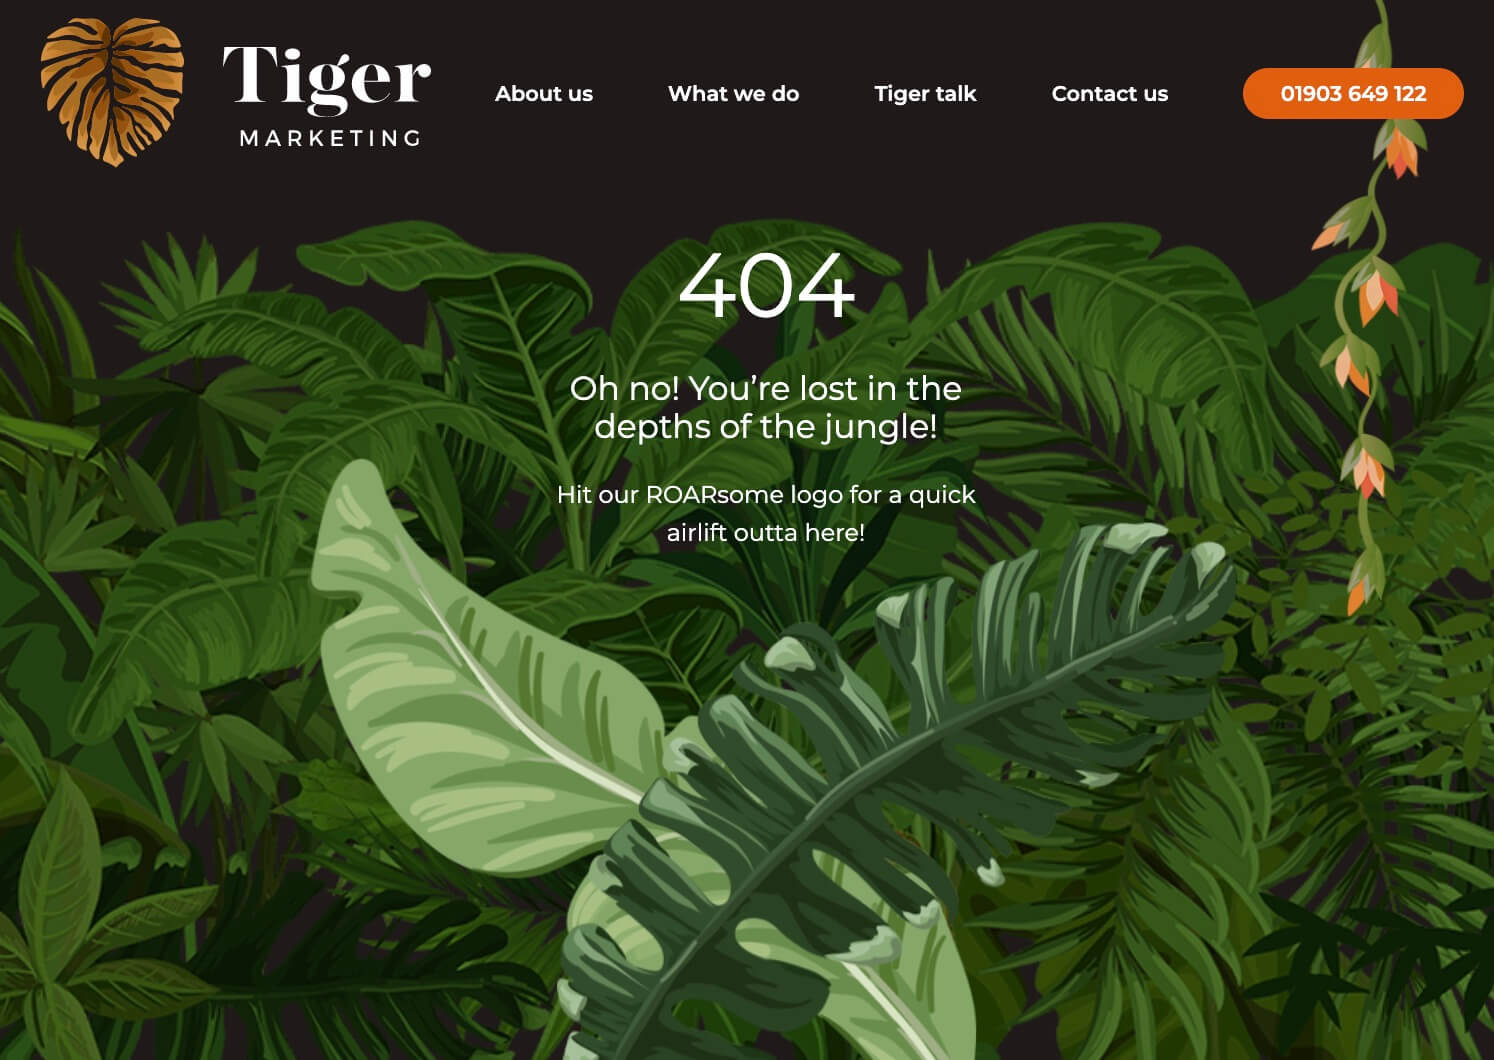 Tiger
MARKETING
About us
What we do
Tiger talk
Contact us
01903 649 122
404
Oh no! You’re lost in the
depths of the jungle!
Hit our ROARsome logo for a quick
airlift outta here!